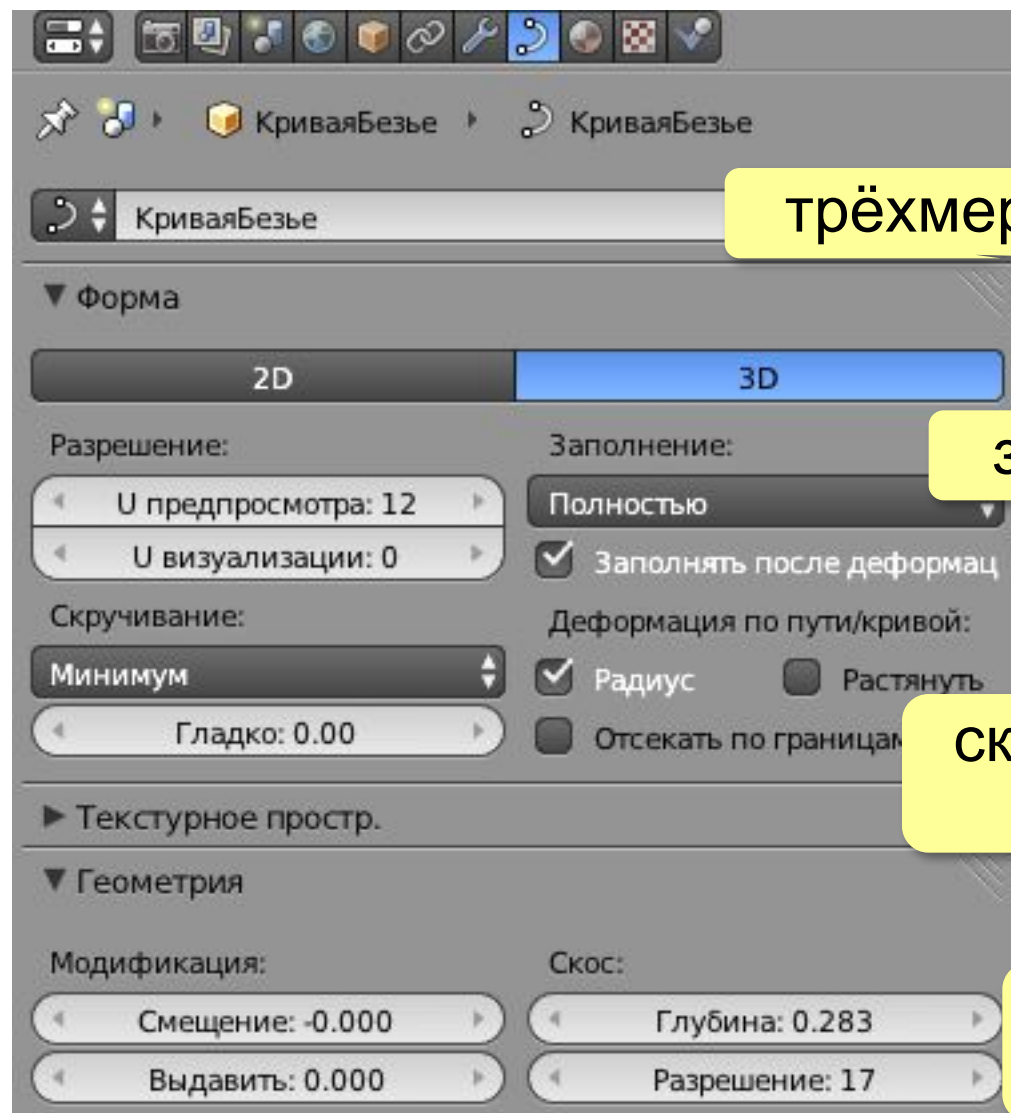 КриваяБезье КриваяБезье
КриваяБезье
трёхмер
Форма
2D 3D
Разрешение: Заполнение:
з
U предпросмотра: 12 Полностью
U визуализации: 0 Заполнять после деформац
Скручивание: Деформация по пути/кривой:
Минимум Радиус Растянуть
Гладко: 0.00 Отсекать по границам
ск
Текстурное простр.
Геометрия
Модификация: Скос:
Смещение: -0.000 Глубина: 0.283
Выдавить: 0.000 Разрешение: 17